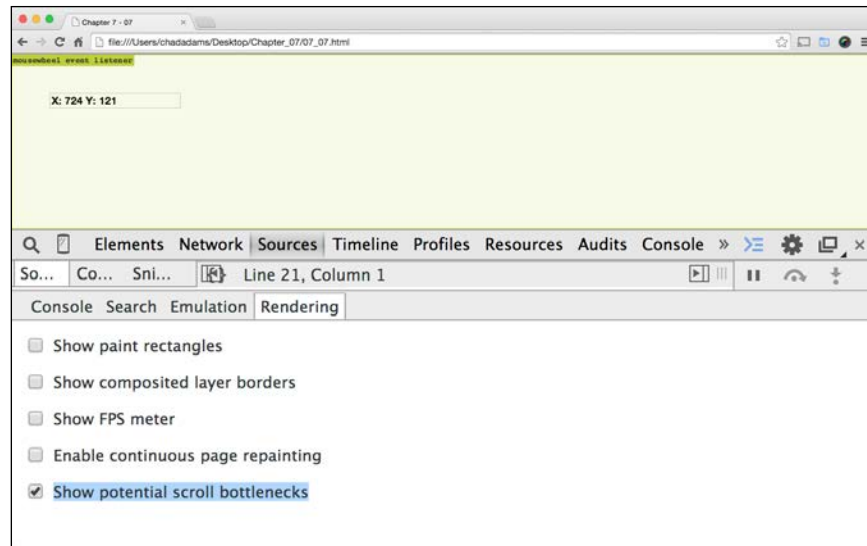 Chapter 7 - 07
file:///Users/chadadams/Desktop/Chapter_07/07_07.html
mousewheel event listener
X: 724 Y: 121
Elements Network Sources Timeline Profiles Resources Audits Console »
So... Co... Sni... Line 21, Column 1
Console Search Emulation Rendering
Show paint rectangles
Show composited layer borders
Show FPS meter
Enable continuous page repainting
Show potential scroll bottlenecks